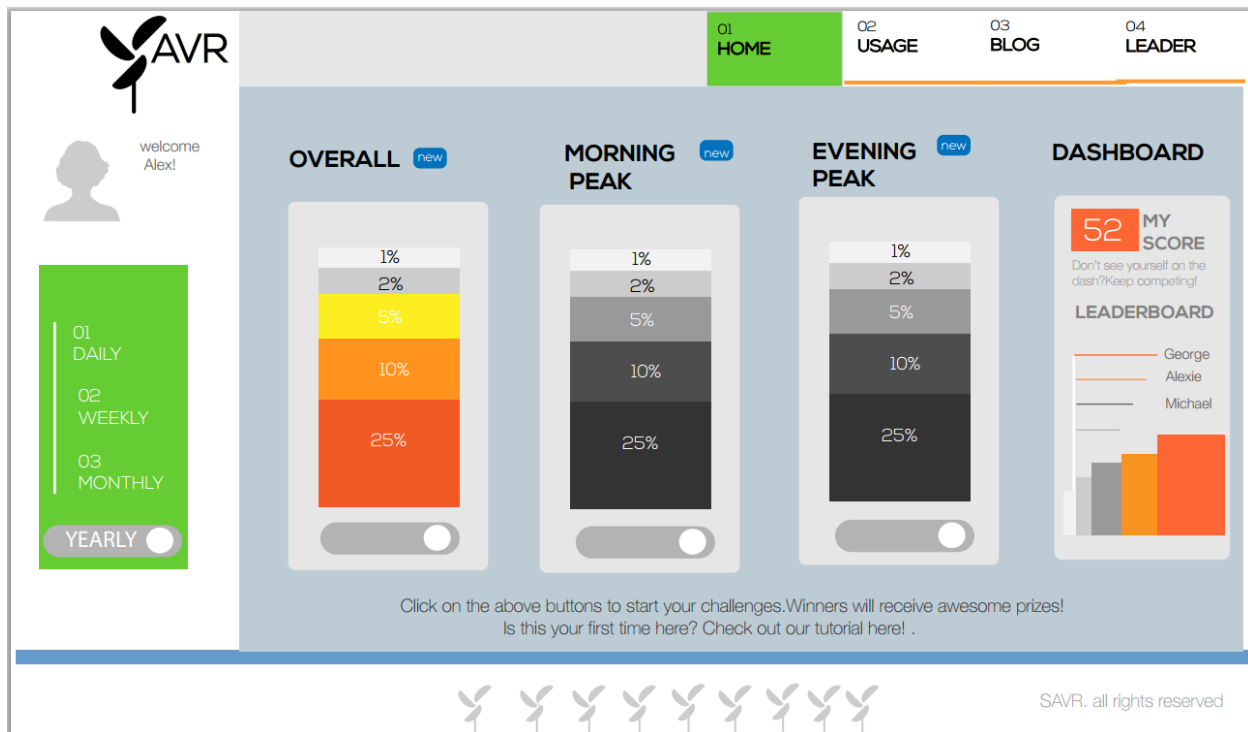 SAVR
01
HOME
02
USAGE
03
BLOG
04
LEADER
welcome
Alex!
01
DAILY
02
WEEKLY
03
MONTHLY
YEARLY
OVERALL new
1%
2%
5%
10%
25%
MORNING new
PEAK
1%
2%
5%
10%
25%
EVENING new
PEAK
1%
2%
5%
10%
25%
DASHBOARD
52 MY
SCORE
Don't see yourself on the
dash?Keep competing!
LEADERBOARD
George
Alexie
Michael
Click on the above buttons to start your challenges.Winners will receive awesome prizes!
Is this your first time here? Check out our tutorial here! .
SAVR. all rights reserved